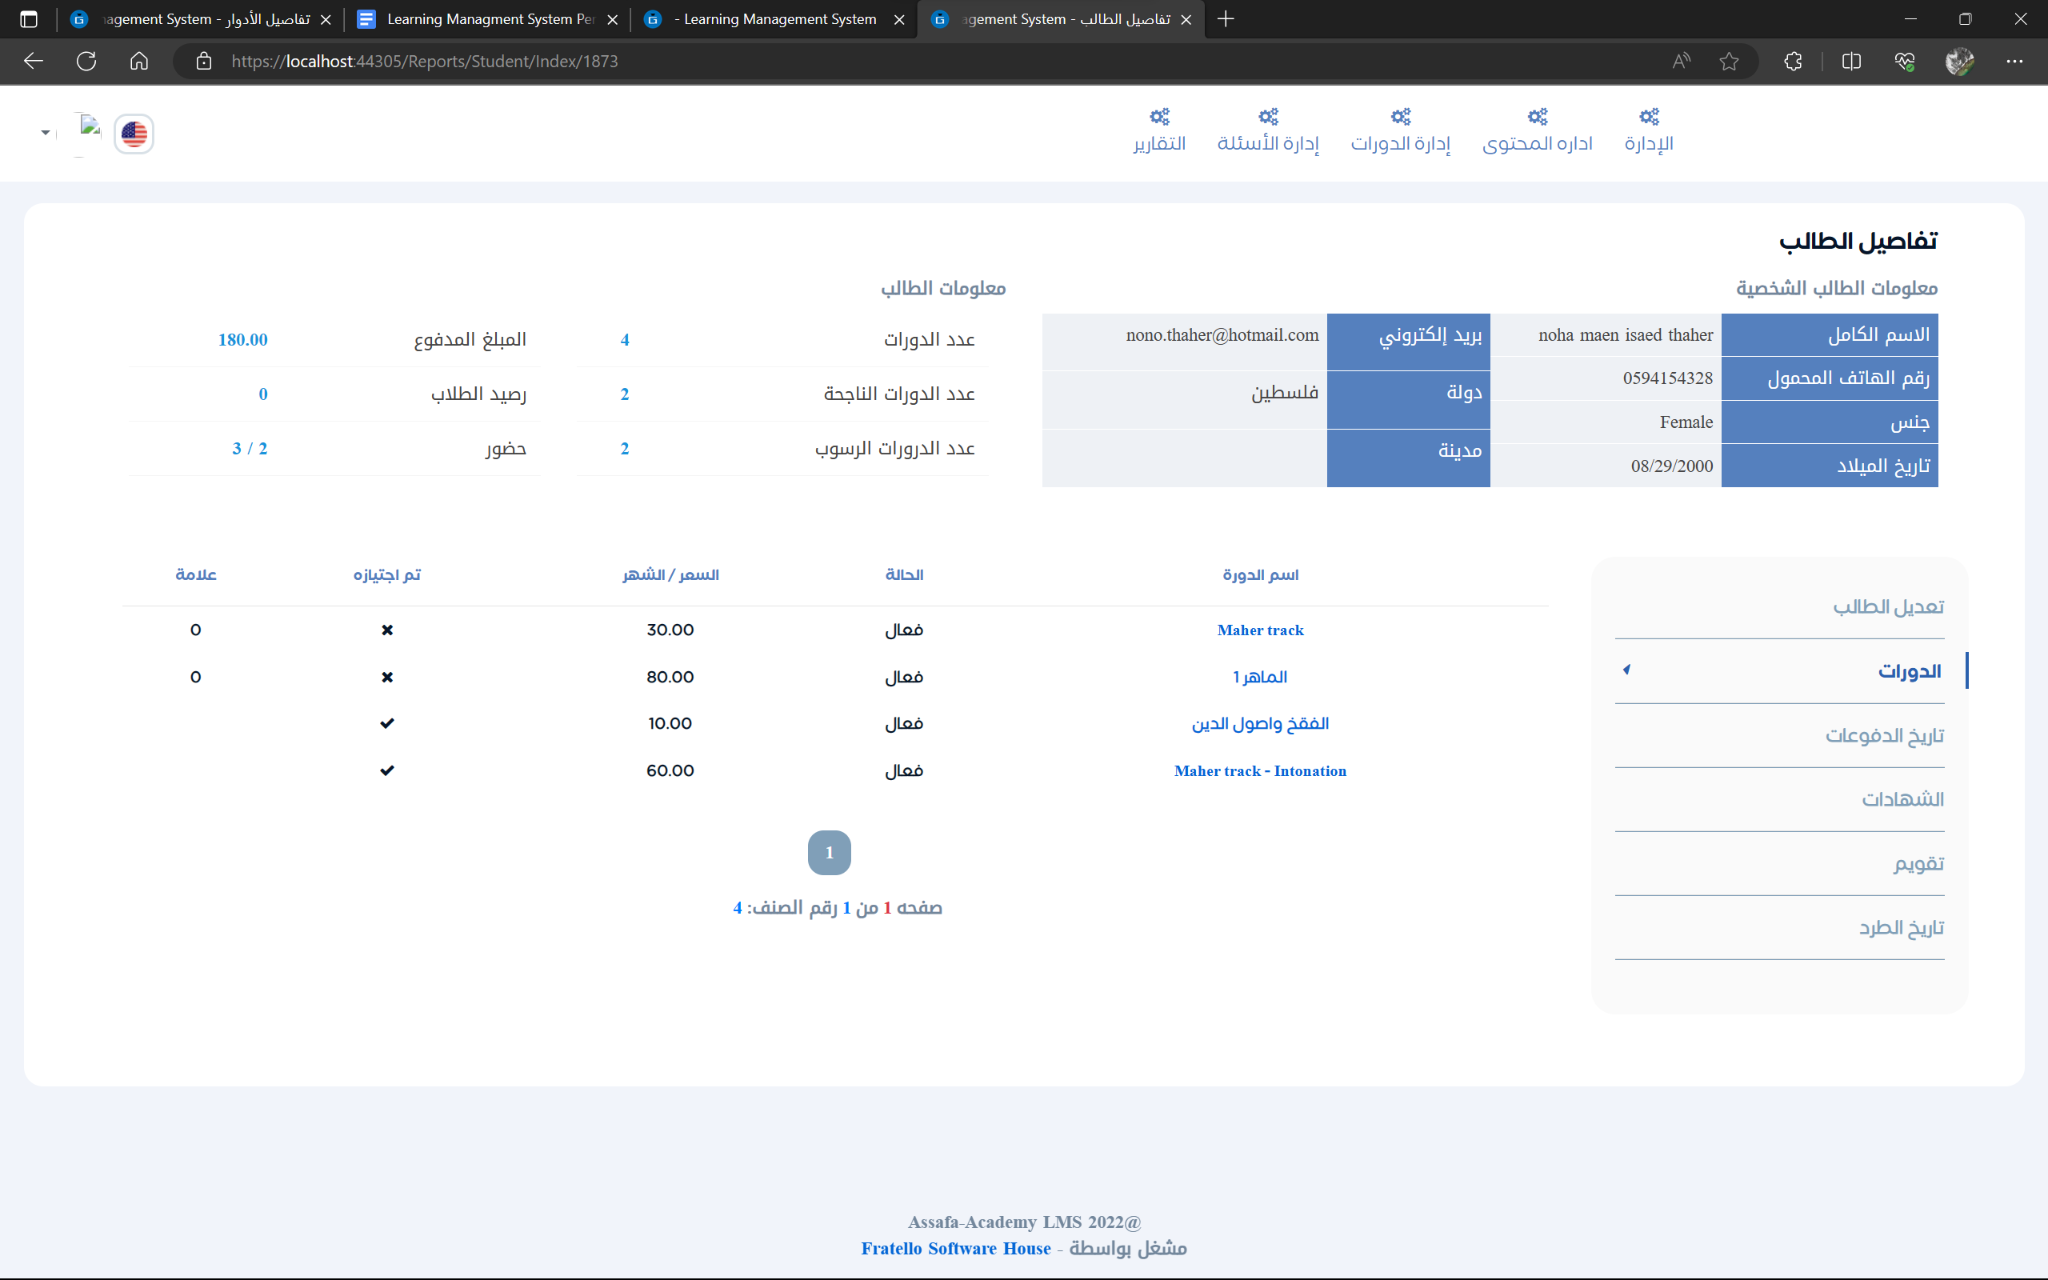 agement System - تفاصيل الأدوار
Learning Managment System Per
- Learning Management System
agement System - تفاصيل الطالب
https://localhost:44305/Reports/Student/Index/1873
الإدارة
اداره المحتوى
إدارة الدورات
إدارة الأسئلة
التقارير
تفاصيل الطالب
معلومات الطالب الشخصية
الاسم الكامل noha maen isaed thaher
رقم الهاتف المحمول 0594154328
جنس Female
تاريخ الميلاد 08/29/2000
بريد إلكتروني nono.thaher@hotmail.com
دولة فلسطين
مدينة
معلومات الطالب
عدد الدورات 4
عدد الدورات الناجحة 2
عدد الدرورات الرسوب 2
المبلغ المدفوع 180.00
رصيد الطلاب 0
حضور 3 / 2
تعديل الطالب
الدورات
تاريخ الدفوعات
الشهادات
تقويم
تاريخ الطرد
اسم الدورة الحالة السعر / الشهر تم اجتيازه علامة
Maher track فعال 30.00 0
الماهر 1 فعال 80.00 0
الفقخ واصول الدين فعال 10.00
Maher track - Intonation فعال 60.00
1
صفحه 1 من 1 رقم الصنف: 4
Assafa-Academy LMS 2022@
مشغل بواسطة - Fratello Software House